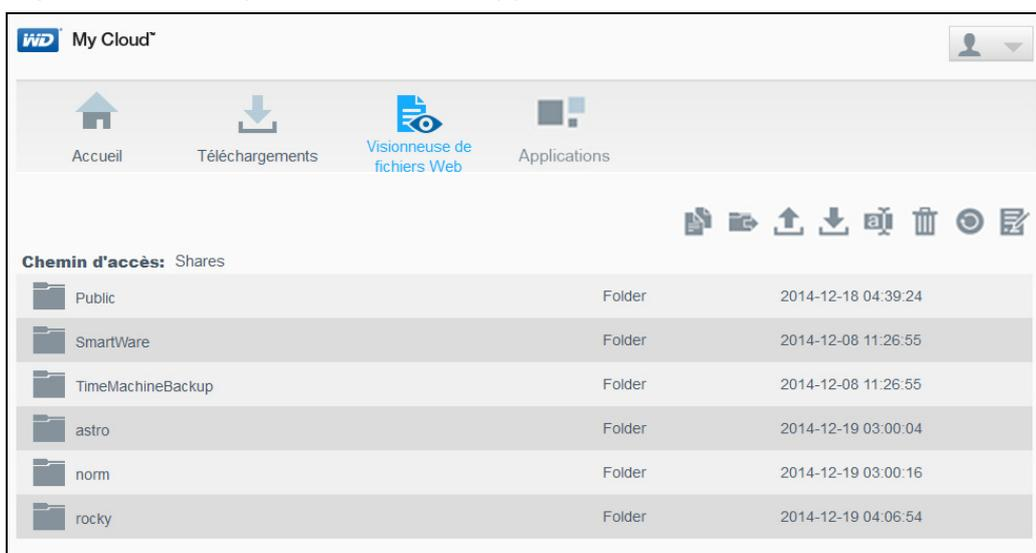 WD My Cloud™
Accueil
Téléchargements
Visionneuse de
fichiers Web
Applications
Chemin d'accès: Shares
Public Folder 2014-12-18 04:39:24
SmartWare Folder 2014-12-08 11:26:55
TimeMachineBackup Folder 2014-12-08 11:26:55
astro Folder 2014-12-19 03:00:04
norm Folder 2014-12-19 03:00:16
rocky Folder 2014-12-19 04:06:54